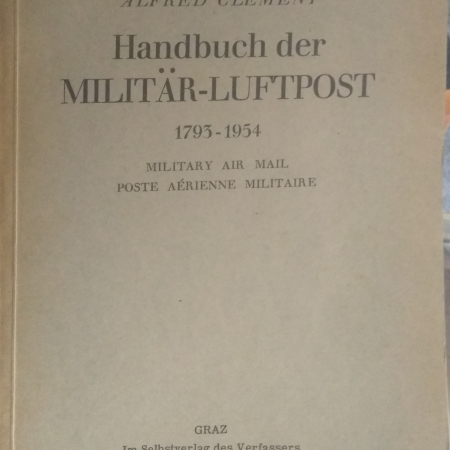 ALFRED CLEMENT
Handbuch der
MILITÄR-LUFTPOST
1793-1954
MILITARY AIR MAIL
POSTE AÉRIENNE MILITAIRE
GRAZ
Im Selbstverlag des Verfassers